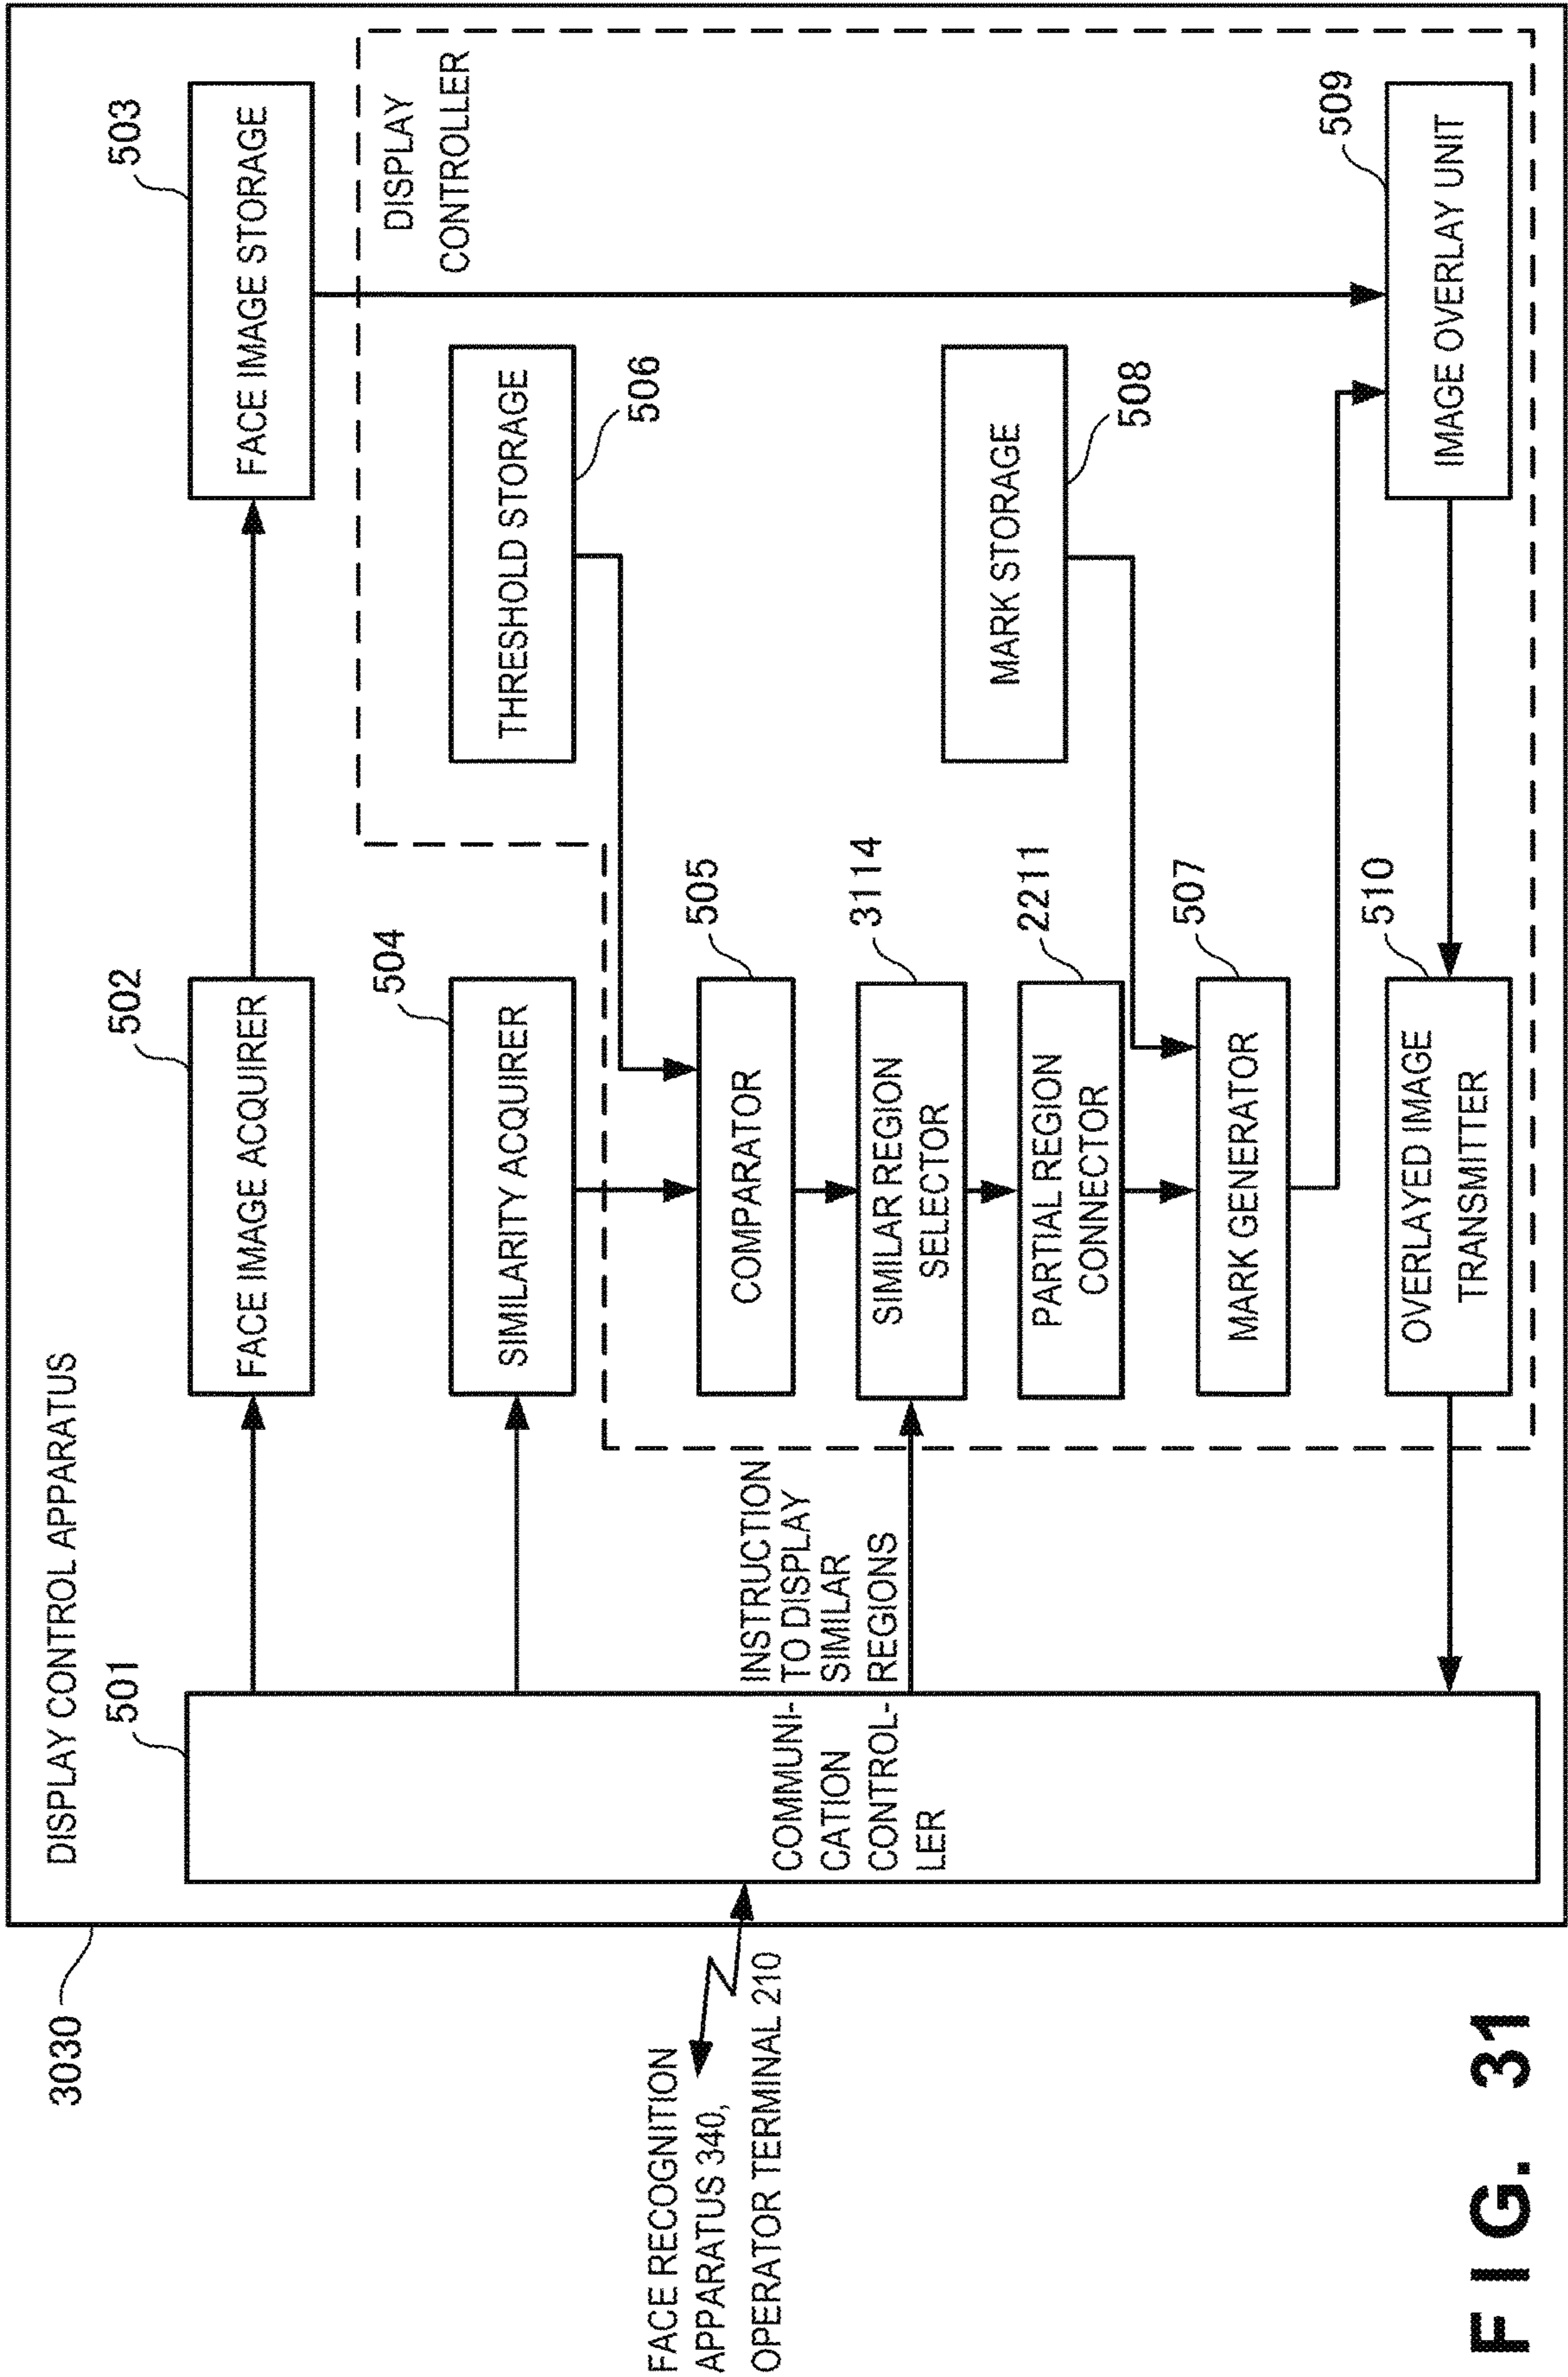 3030
DISPLAY CONTROL APPARATUS
501
COMMUNI-
CATION
CONTROL-
LER
FACE RECOGNITION
APPARATUS 340,
OPERATOR TERMINAL 210
502
FACE IMAGE ACQUIRER
503
FACE IMAGE STORAGE
504
SIMILARITY ACQUIRER
DISPLAY
CONTROLLER
THRESHOLD STORAGE
506
505
COMPARATOR
INSTRUCTION
TO DISPLAY
SIMILAR
REGIONS
3114
SIMILAR REGION
SELECTOR
2211
PARTIAL REGION
CONNECTOR
MARK STORAGE
508
507
MARK GENERATOR
509
IMAGE OVERLAY UNIT
510
OVERLAYED IMAGE
TRANSMITTER
FIG. 31